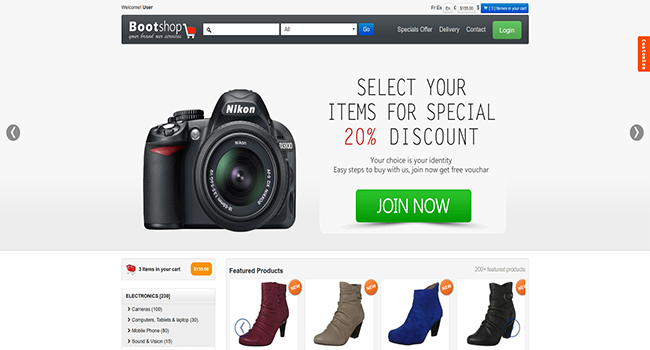 Welcome! User
Fr Es En £ $155.00 $ [ 3 ] Items in your cart
Bootshop
your brand new services
All
Go
Specials Offer
Delivery
Contact
Login
Customize
SELECT YOUR
ITEMS FOR SPECIAL
20% DISCOUNT
Your choice is your identity
Easy steps to buy with us, join now get free vouchar
JOIN NOW
Nikon
D3100
Nikon
3 Items in your cart
$155.00
Featured Products
200+ featured products
ELECTRONICS [230]
Cameras (100)
Computers, Tablets & laptop (30)
Mobile Phone (80)
Sound & Vision (15)
NEW
NEW
NEW
NEW